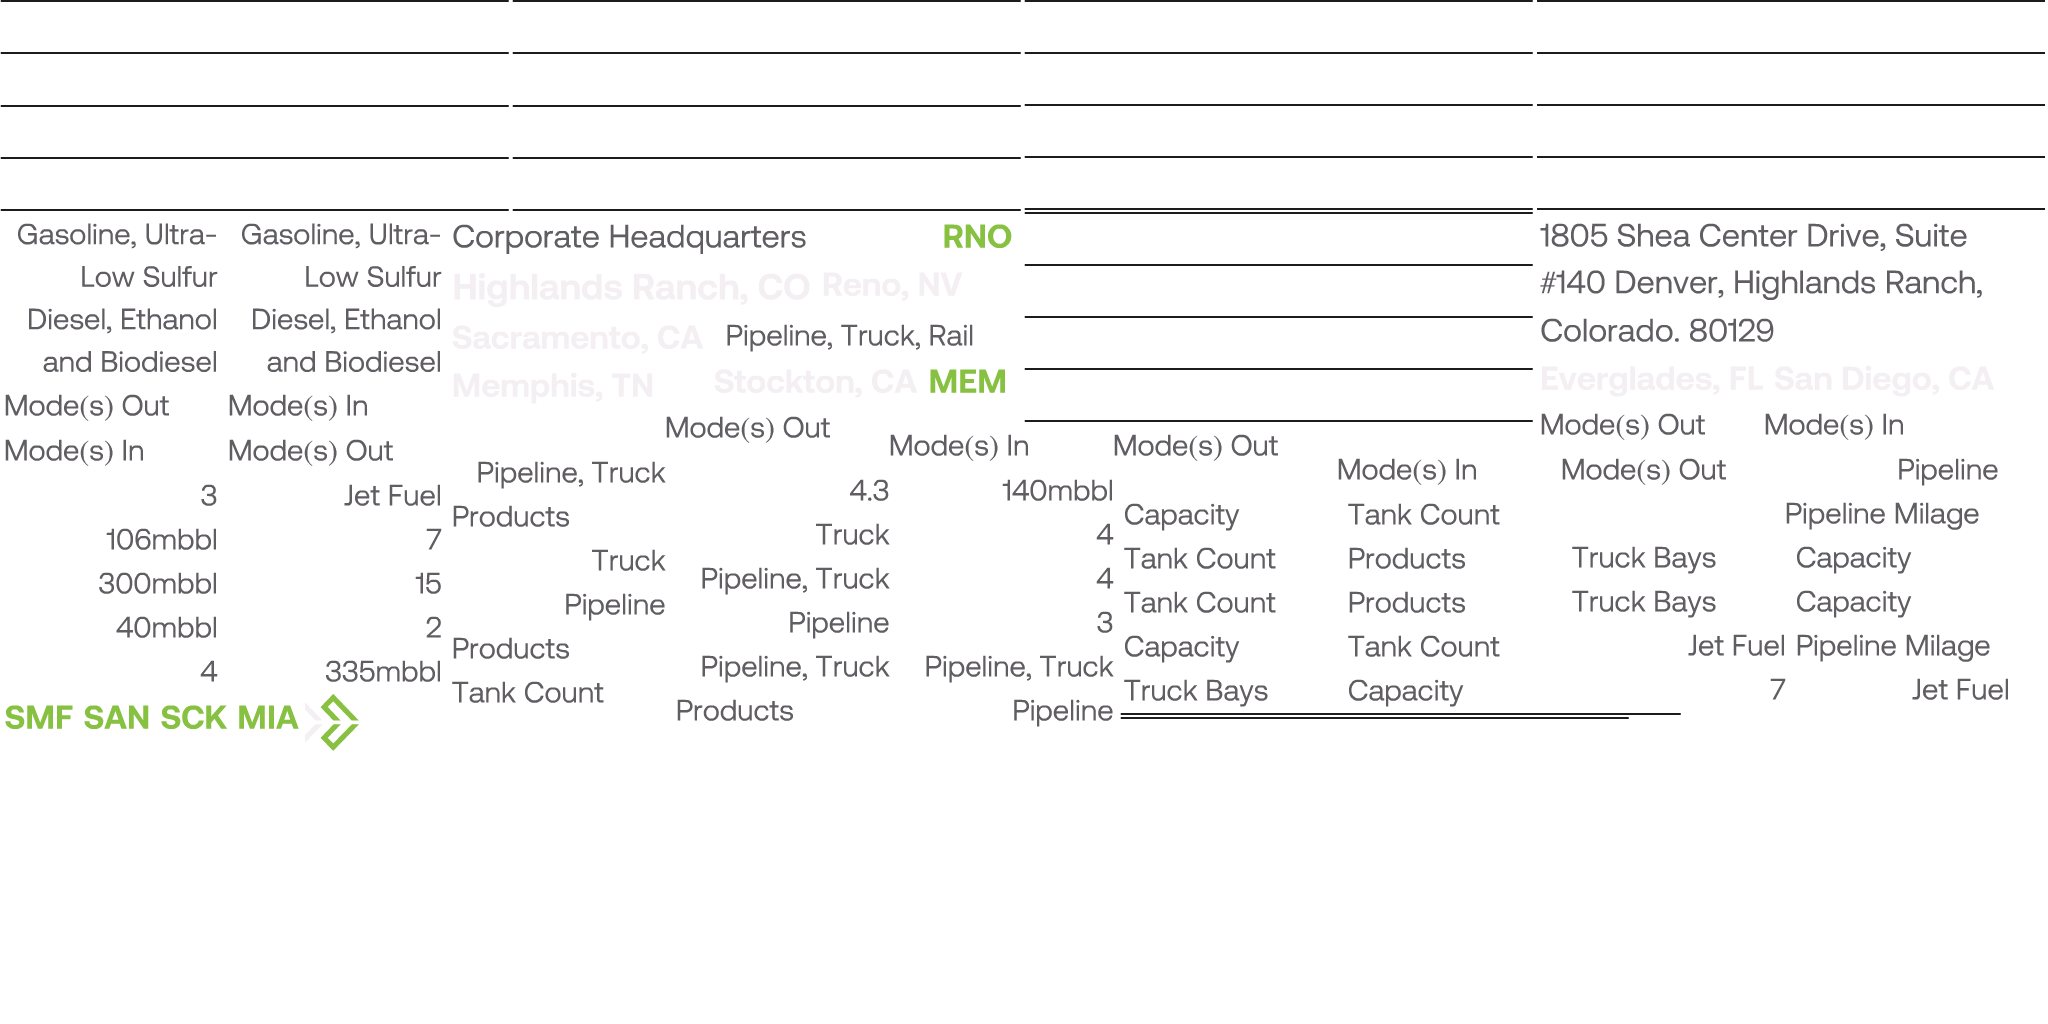 Gasoline, Ultra-
Low Sulfur
Diesel, Ethanol
and Biodiesel
Gasoline, Ultra-
Low Sulfur
Diesel, Ethanol
and Biodiesel
Corporate Headquarters
RNO
Highlands Ranch, CO
Reno, NV
Sacramento, CA
Pipeline, Truck, Rail
Memphis, TN
Stockton, CA
MEM
1805 Shea Center Drive, Suite
#140 Denver, Highlands Ranch,
Colorado. 80129
Everglades, FL
San Diego, CA
Mode(s) Out
Mode(s) In
Mode(s) In
Mode(s) Out
3
Jet Fuel
106mbbl
7
300mbbl
15
40mbbl
2
4
335mbbl
SMF
SAN
SCK
MIA
Pipeline, Truck
Products
Truck
Pipeline
Products
Tank Count
Mode(s) Out
4.3
Truck
Pipeline, Truck
Pipeline
Pipeline, Truck
Products
Mode(s) In
140mbbl
4
4
3
Pipeline, Truck
Pipeline
Mode(s) Out
Capacity
Tank Count
Tank Count
Capacity
Truck Bays
Mode(s) In
Tank Count
Products
Products
Tank Count
Capacity
Mode(s) Out
Mode(s) In
Mode(s) Out
Pipeline
Pipeline Milage
Truck Bays
Capacity
Truck Bays
Capacity
Jet Fuel
Pipeline Milage
7
Jet Fuel